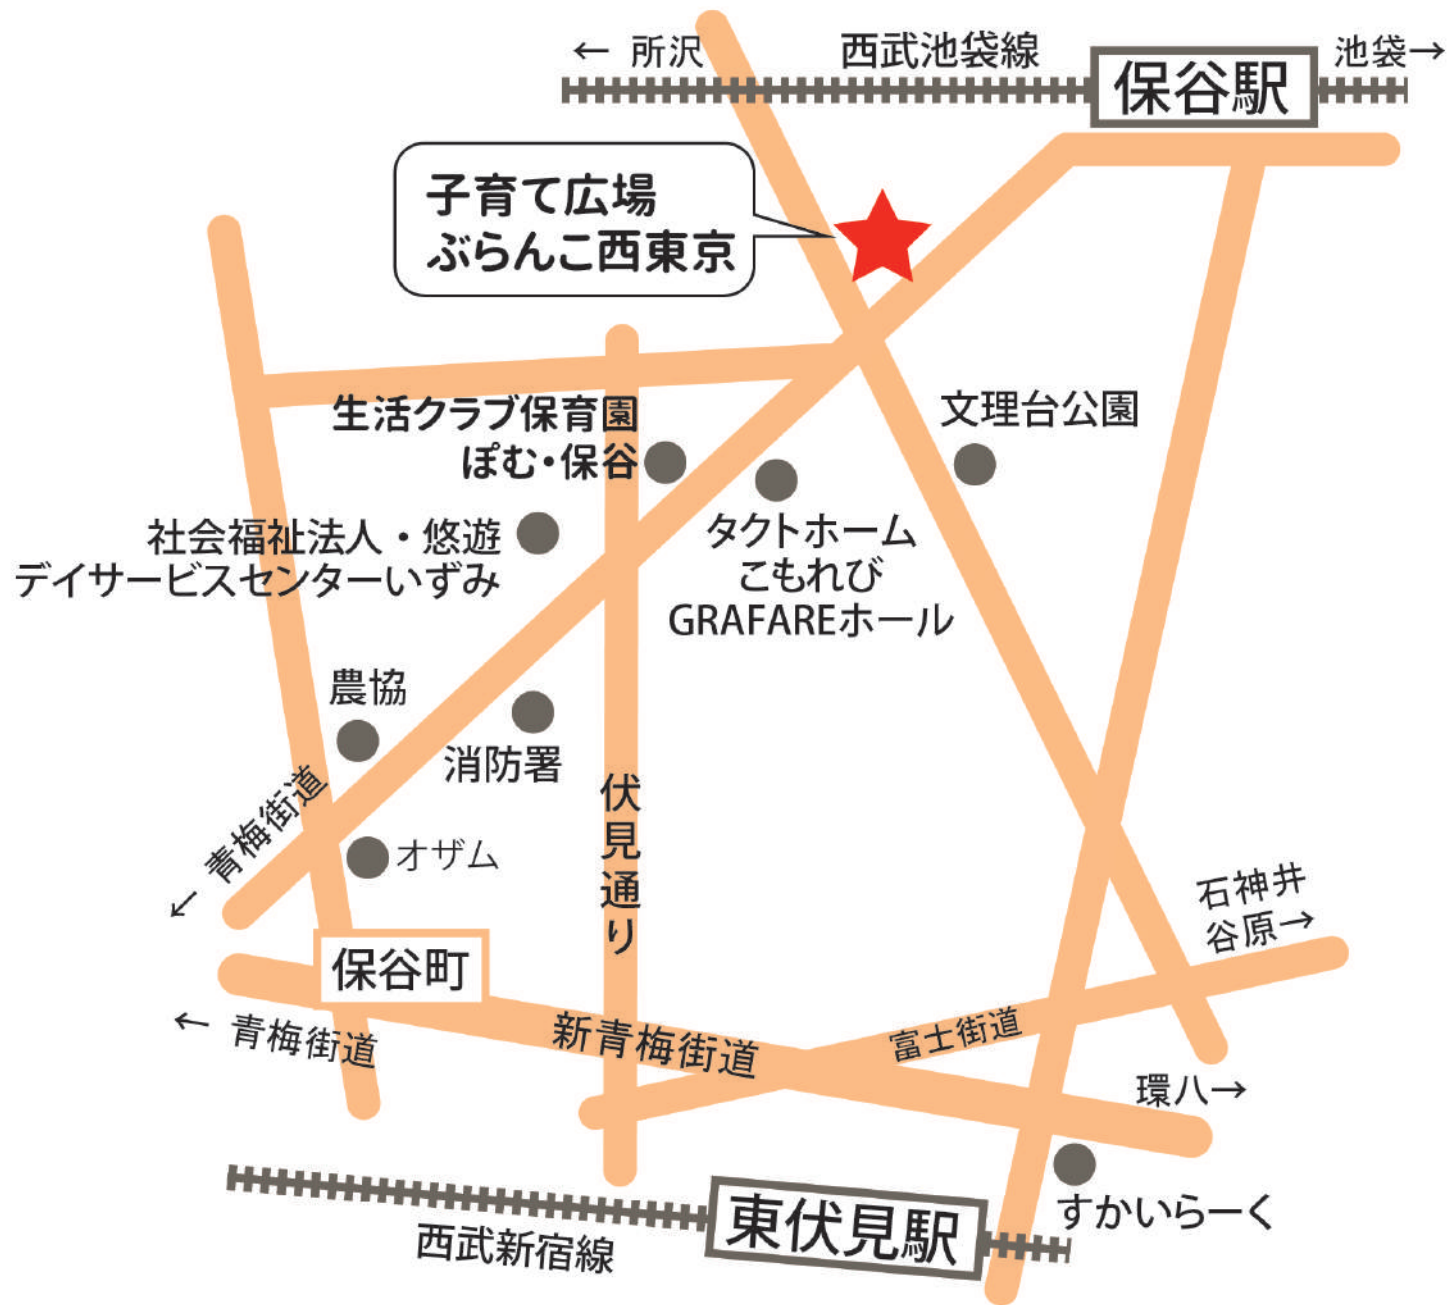 ← 所沢
西武池袋線
保谷駅
池袋→
子育て広場
ぶらんこ西東京
生活クラブ保育園
ぽむ・保谷
文理台公園
社会福祉法人・悠遊
デイサービスセンターいずみ
タクトホーム
こもれび
GRAFAREホール
農協
消防署
← 青梅街道
オザム
伏見通り
石神井
谷原→
保谷町
← 青梅街道
新青梅街道
富士街道
環八→
すかいらーく
東伏見駅
西武新宿線